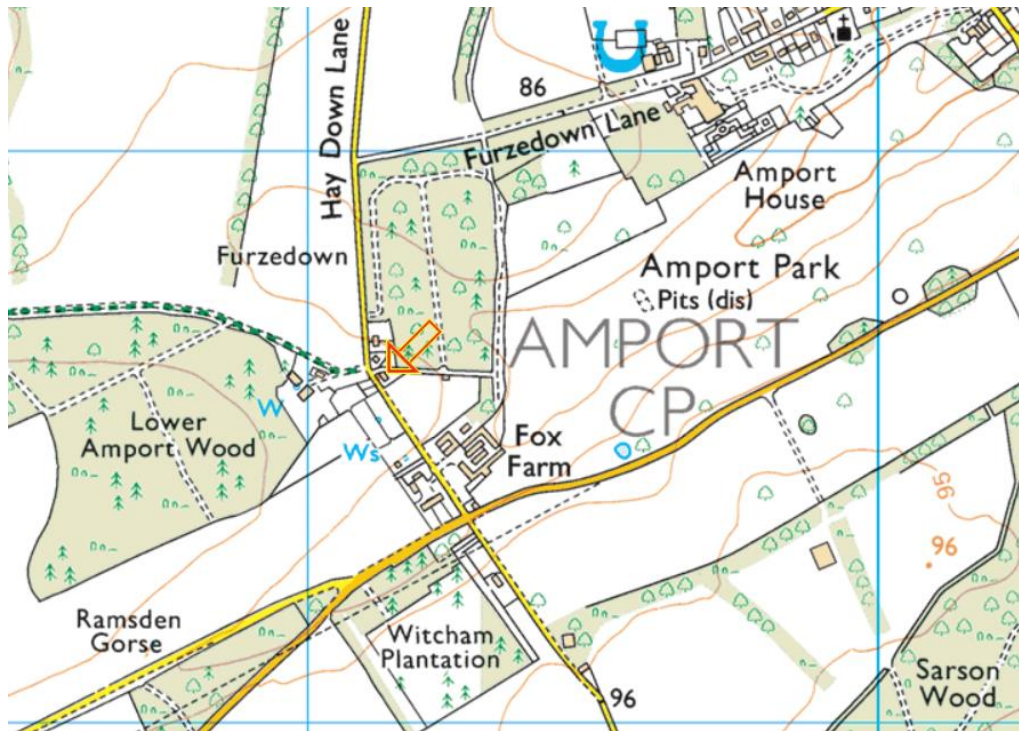 Hay Down Lane
86
Furzedown Lane
Amport
House
Furzedown
Amport Park
Pits (dis)
AMPORT
CP
W
Lower
Amport Wood
Ws
Fox
Farm
95
96
Ramsden
Gorse
Witcham
Plantation
96
Sarson
Wood